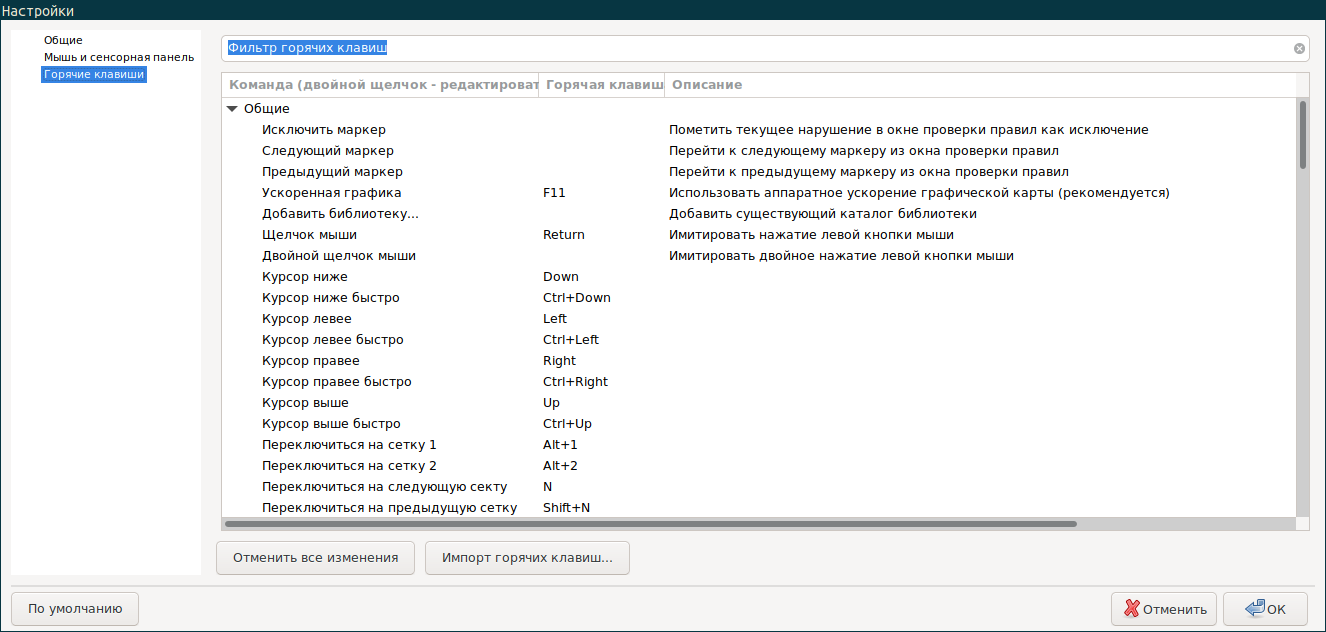 Настройки
Общие
Мышь и сенсорная панель
Горячие клавиши
Фильтр горячих клавиш
Команда (двойной щелчок - редактироват Горячая клавиш Описание
Общие
Исключить маркер Пометить текущее нарушение в окне проверки правил как исключение
Следующий маркер Перейти к следующему маркеру из окна проверки правил
Предыдущий маркер Перейти к предыдущему маркеру из окна проверки правил
Ускоренная графика F11 Использовать аппаратное ускорение графической карты (рекомендуется)
Добавить библиотеку... Добавить существующий каталог библиотеки
Щелчок мыши Return Имитировать нажатие левой кнопки мыши
Двойной щелчок мыши Имитировать двойное нажатие левой кнопки мыши
Курсор ниже Down
Курсор ниже быстро Ctrl+Down
Курсор левее Left
Курсор левее быстро Ctrl+Left
Курсор правее Right
Курсор правее быстро Ctrl+Right
Курсор выше Up
Курсор выше быстро Ctrl+Up
Переключиться на сетку 1 Alt+1
Переключиться на сетку 2 Alt+2
Переключиться на следующую секту N
Переключиться на предыдущую сетку Shift+N
Отменить все изменения Импорт горячих клавиш...
По умолчанию Отменить ОК